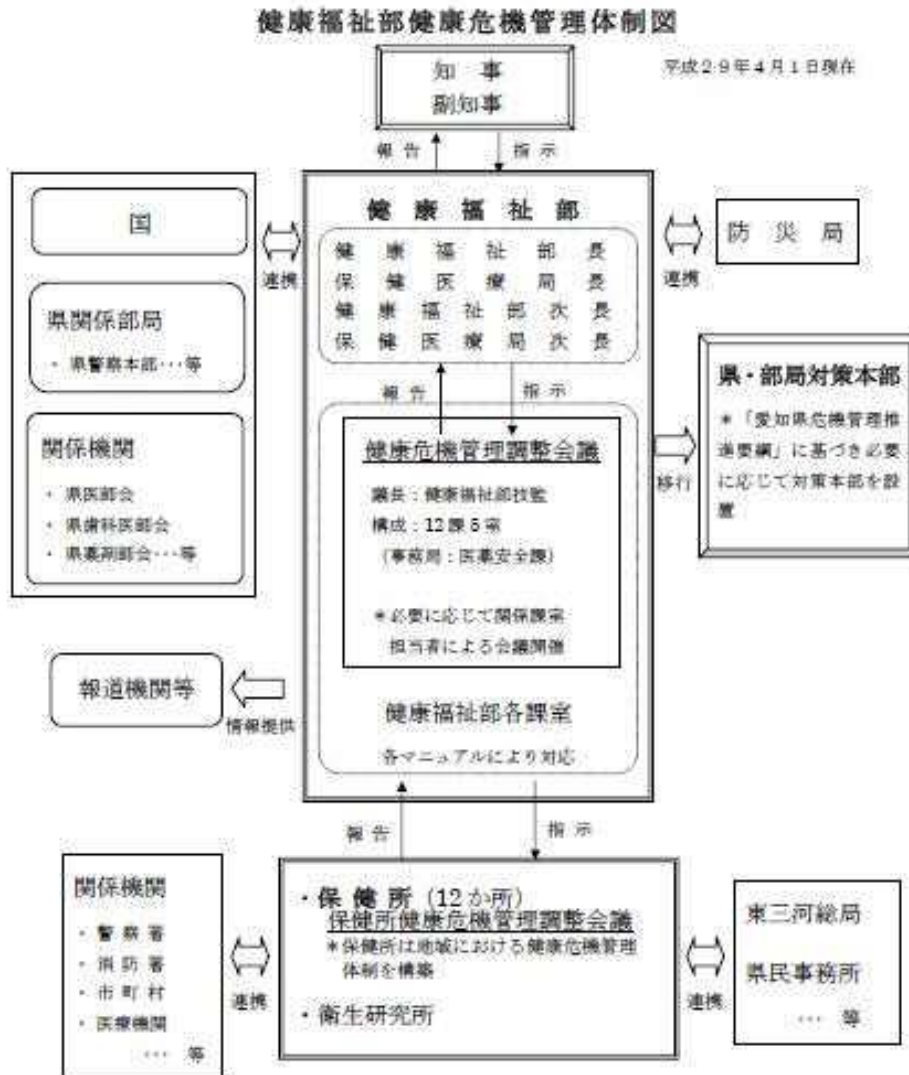 健康福祉部健康危機管理体制図
平成29年4月1日現在
知 事
副知事
報 告
指 示
国
県関係部局
・ 県警察本部…等
関係機関
・ 県医師会
・ 県歯科医師会
・ 県薬剤師会…等
連携
健 康 福 祉 部
健 康 福 祉 部 長
保 健 医 療 局 長
健 康 福 祉 部 次 長
保 健 医 療 局 次 長
報 告
指 示
健康危機管理調整会議
議長:健康福祉部技監
構成:12課5室
(事務局:医薬安全課)
*必要に応じて関係課室
担当者による会議開催
健康福祉部各課室
各マニュアルにより対応
連携
防 災 局
移行
県・部局対策本部
*「愛知県危機管理推
進要綱」に基づき必要
に応じて対策本部を設
置
報道機関等
情報提供
報 告
指 示
関係機関
・ 警 察 署
・ 消 防 署
・ 市 町 村
・ 医療機関
… 等
連携
・保 健 所 (12か所)
保健所健康危機管理調整会議
*保健所は地域における健康危機管理
体制を構築
・衛生研究所
連携
東三河総局
県民事務所
… 等